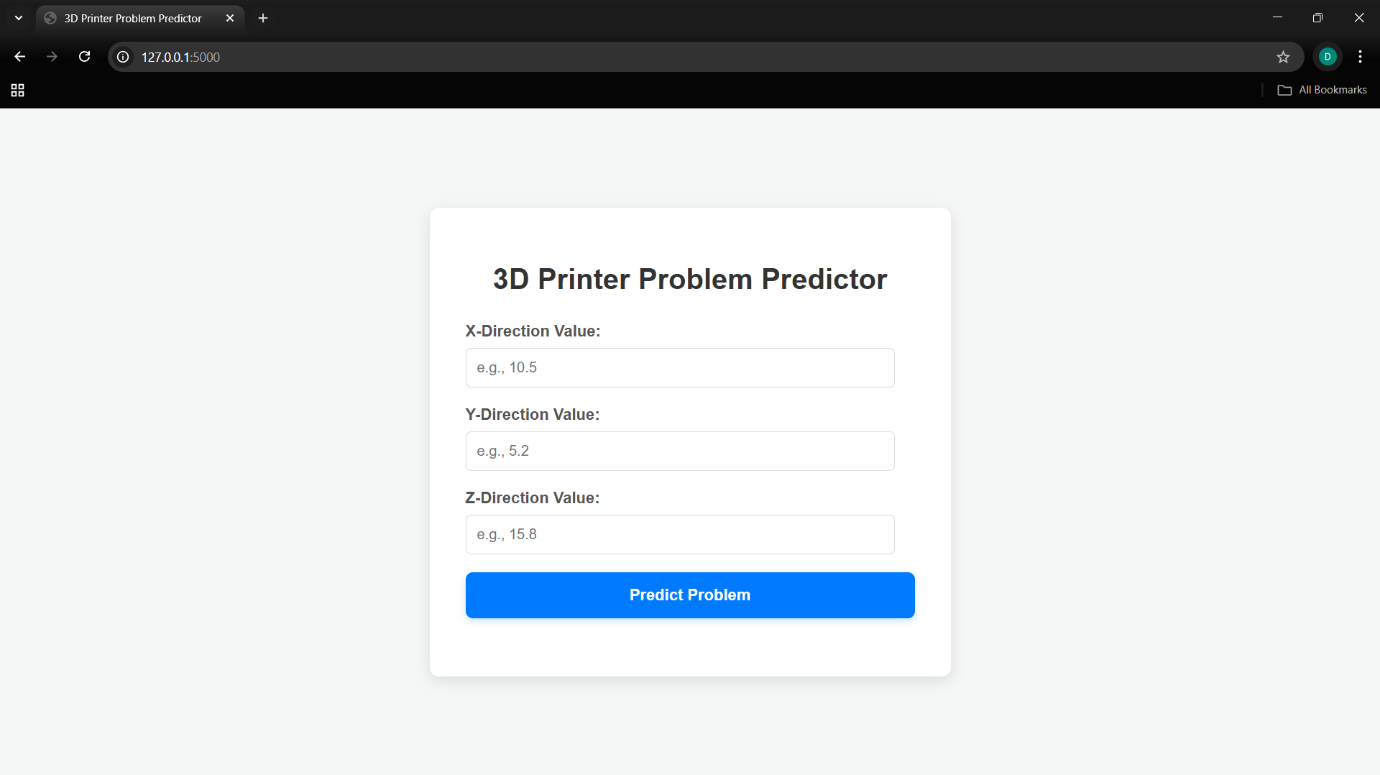 3D Printer Problem Predictor
127.0.0.1:5000
All Bookmarks
D
3D Printer Problem Predictor
X-Direction Value:
e.g., 10.5
Y-Direction Value:
e.g., 5.2
Z-Direction Value:
e.g., 15.8
Predict Problem